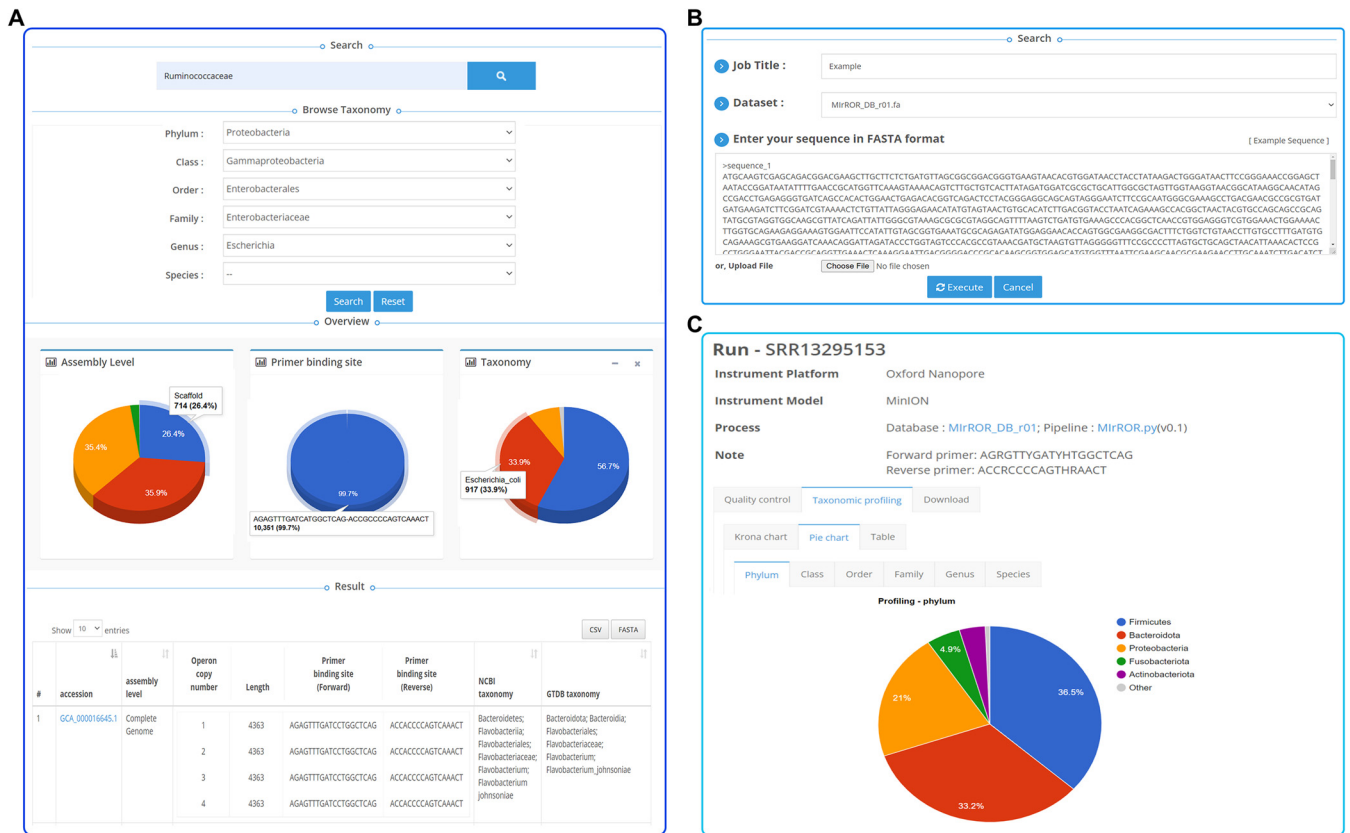 A
Search
Ruminococcaceae
Browse Taxonomy
Phylum : Proteobacteria
Class : Gammaproteobacteria
Order : Enterobacterales
Family : Enterobacteriaceae
Genus : Escherichia
Species : --
Search Reset
Overview
Assembly Level
Scaffold
714 (26.4%)
26.4%
35.4%
35.9%
Primer binding site
99.7%
AGAGTTTGATCATGGCTCAG-ACCGCCCCAGTCAAACT
10,351 (99.7%)
Taxonomy
56.7%
33.9%
Escherichia_coli
917 (33.9%)
Result
Show 10 entries
CSV FASTA
# accession assembly level Operon copy number Length Primer binding site (Forward) Primer binding site (Reverse) NCBI taxonomy GTDB taxonomy
1 GCA_000016645.1 Complete Genome
1 4363 AGAGTTTGATCCTGGCTCAG ACCACCCCAGTCAAACT
2 4363 AGAGTTTGATCCTGGCTCAG ACCACCCCAGTCAAACT
3 4363 AGAGTTTGATCCTGGCTCAG ACCACCCCAGTCAAACT
4 4363 AGAGTTTGATCCTGGCTCAG ACCACCCCAGTCAAACT
Bacteroidetes;
Flavobacteriia;
Flavobacteriales;
Flavobacteriaceae;
Flavobacterium;
Flavobacterium
johnsoniae
Bacteroidota; Bacteroidia;
Flavobacteriales;
Flavobacteriaceae;
Flavobacterium;
Flavobacterium_johnsoniae
B
Search
Job Title : Example
Dataset : MIrROR_DB_r01.fa
Enter your sequence in FASTA format [ Example Sequence ]
>sequence_1
or, Upload File Choose File No file chosen
Execute Cancel
C
Run - SRR13295153
Instrument Platform Oxford Nanopore
Instrument Model MinION
Process Database : MIrROR_DB_r01; Pipeline : MIrROR.py(v0.1)
Note Forward primer: AGRGTTYGATYHTGGCTCAG
Reverse primer: ACCRCCCCAGTHRAACT
Quality control Taxonomic profiling Download
Krona chart Pie chart Table
Phylum Class Order Family Genus Species
Profiling - phylum
36.5%
33.2%
21%
4.9%
Firmicutes
Bacteroidota
Proteobacteria
Fusobacteriota
Actinobacteriota
Other